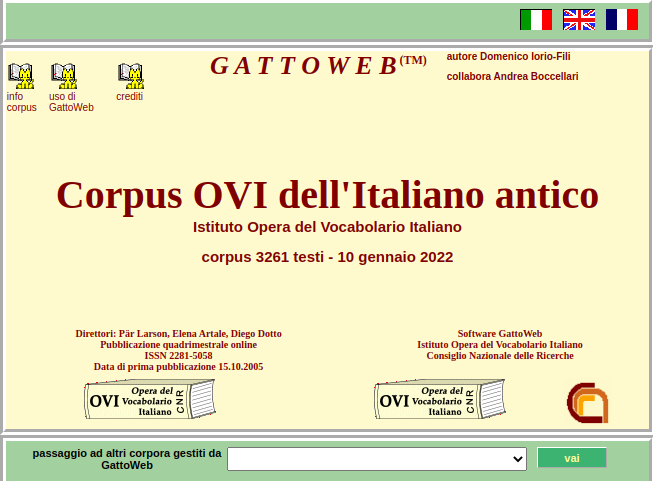 GATTOWEB(TM)
autore Domenico Iorio-Fili
collabora Andrea Boccellari
info
corpus
uso di
GattoWeb
crediti
Corpus OVI dell'Italiano antico
Istituto Opera del Vocabolario Italiano
corpus 3261 testi - 10 gennaio 2022
Direttori: Pär Larson, Elena Artale, Diego Dotto
Pubblicazione quadrimestrale online
ISSN 2281-5058
Data di prima pubblicazione 15.10.2005
OVI Opera del
Vocabolario
Italiano
CNR
Software GattoWeb
Istituto Opera del Vocabolario Italiano
Consiglio Nazionale delle Ricerche
OVI Opera del
Vocabolario
Italiano
CNR
passaggio ad altri corpora gestiti da
GattoWeb
vai